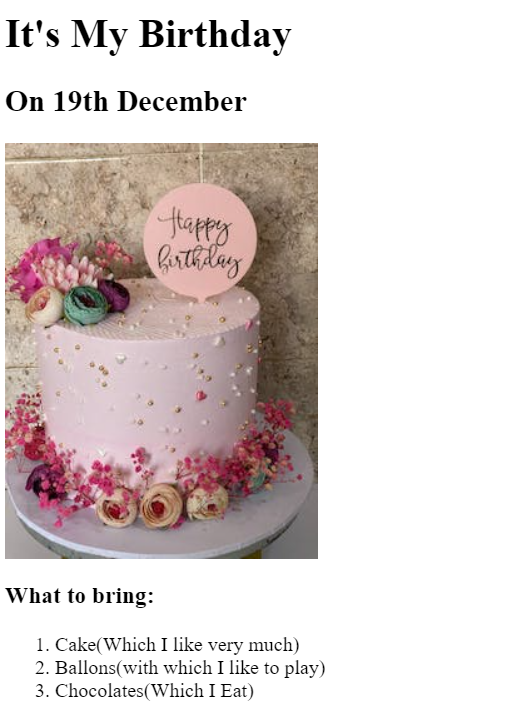 It's My Birthday
On 19th December
Happy
birthday
What to bring:
1. Cake(Which I like very much)
2. Ballons(with which I like to play)
3. Chocolates(Which I Eat)